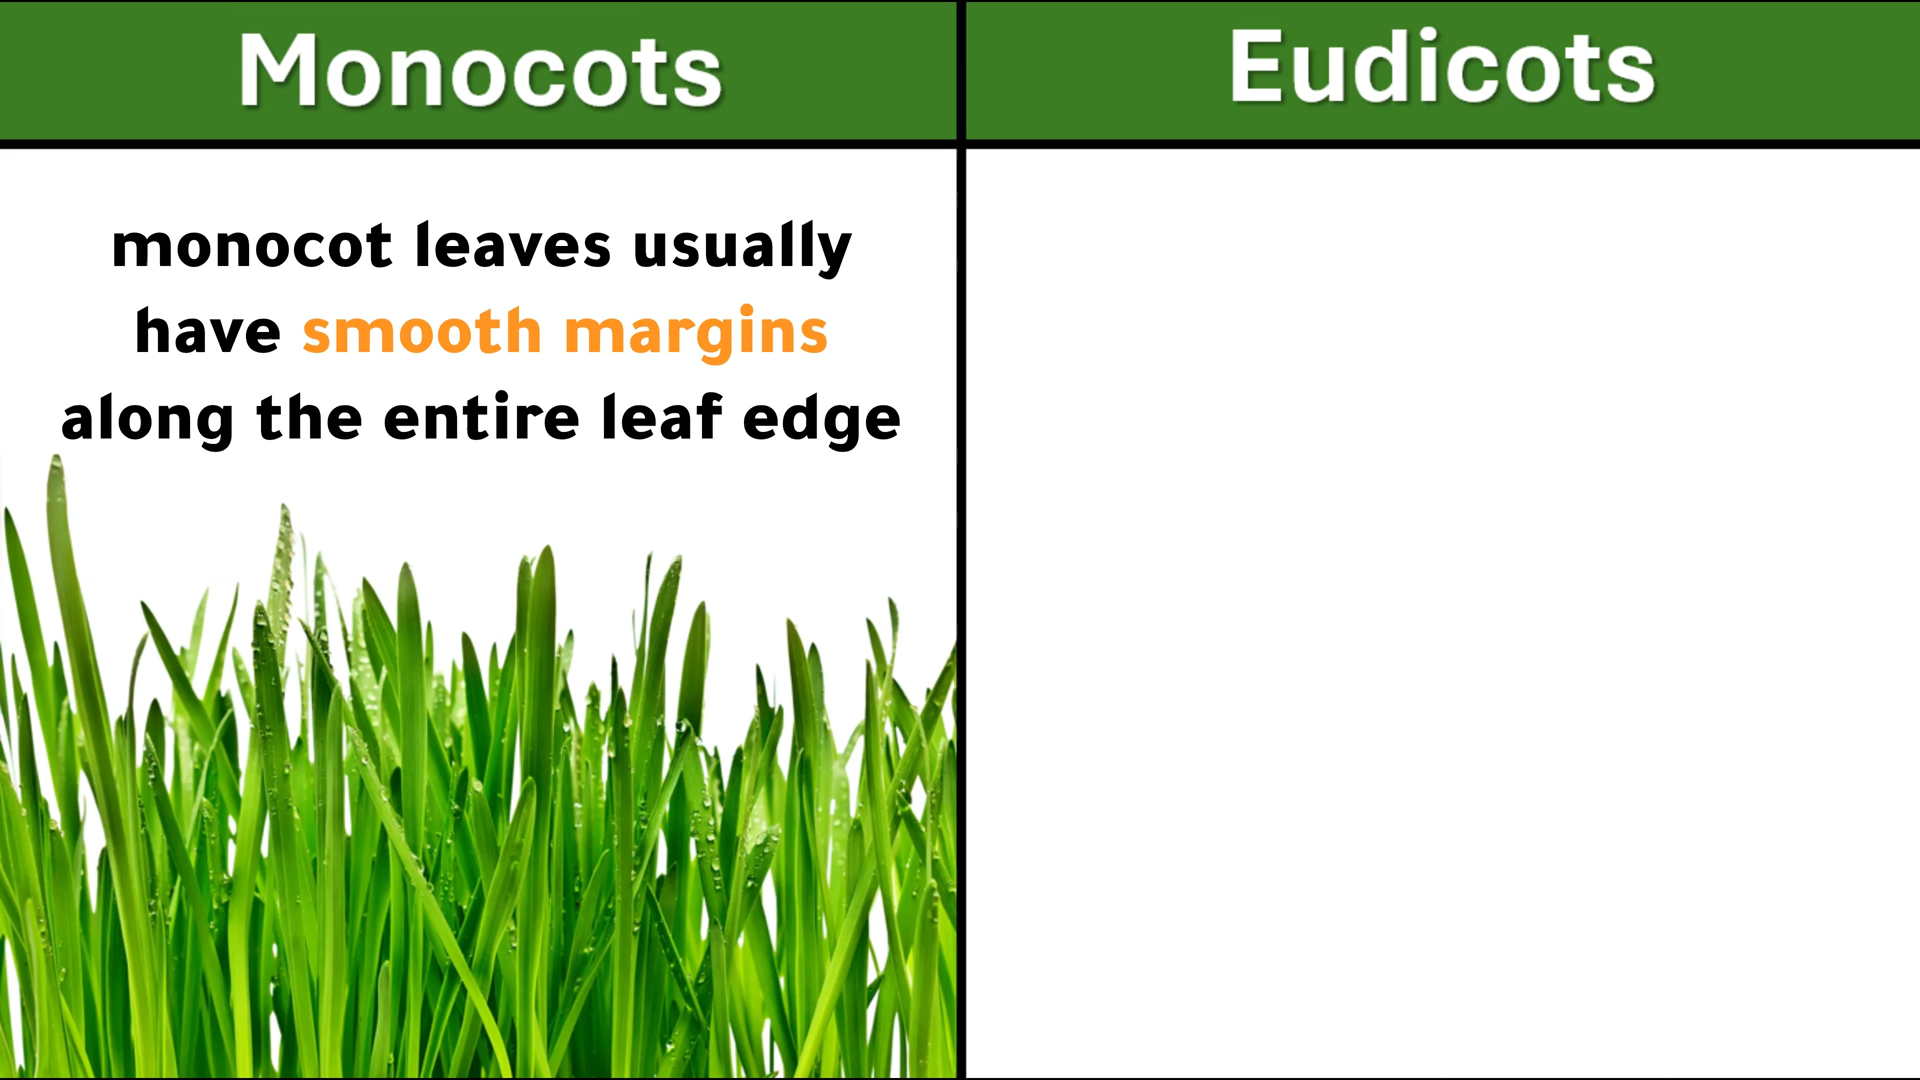 Monocots
Eudicots
monocot leaves usually
have smooth margins
along the entire leaf edge